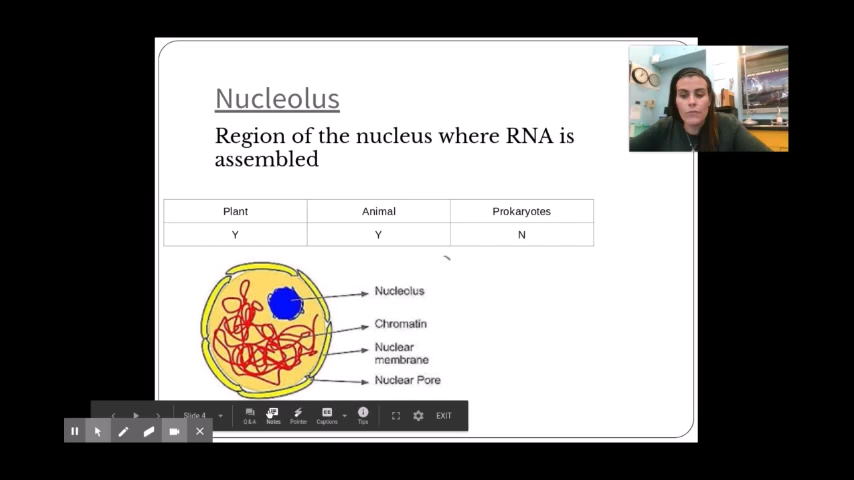 Nucleolus
Region of the nucleus where RNA is
assembled
Plant Animal Prokaryotes
Y Y N
Nucleolus
Chromatin
Nuclear
membrane
Nuclear Pore
Slide 4 Q&A Notes Pointer CC Captions Tips EXIT